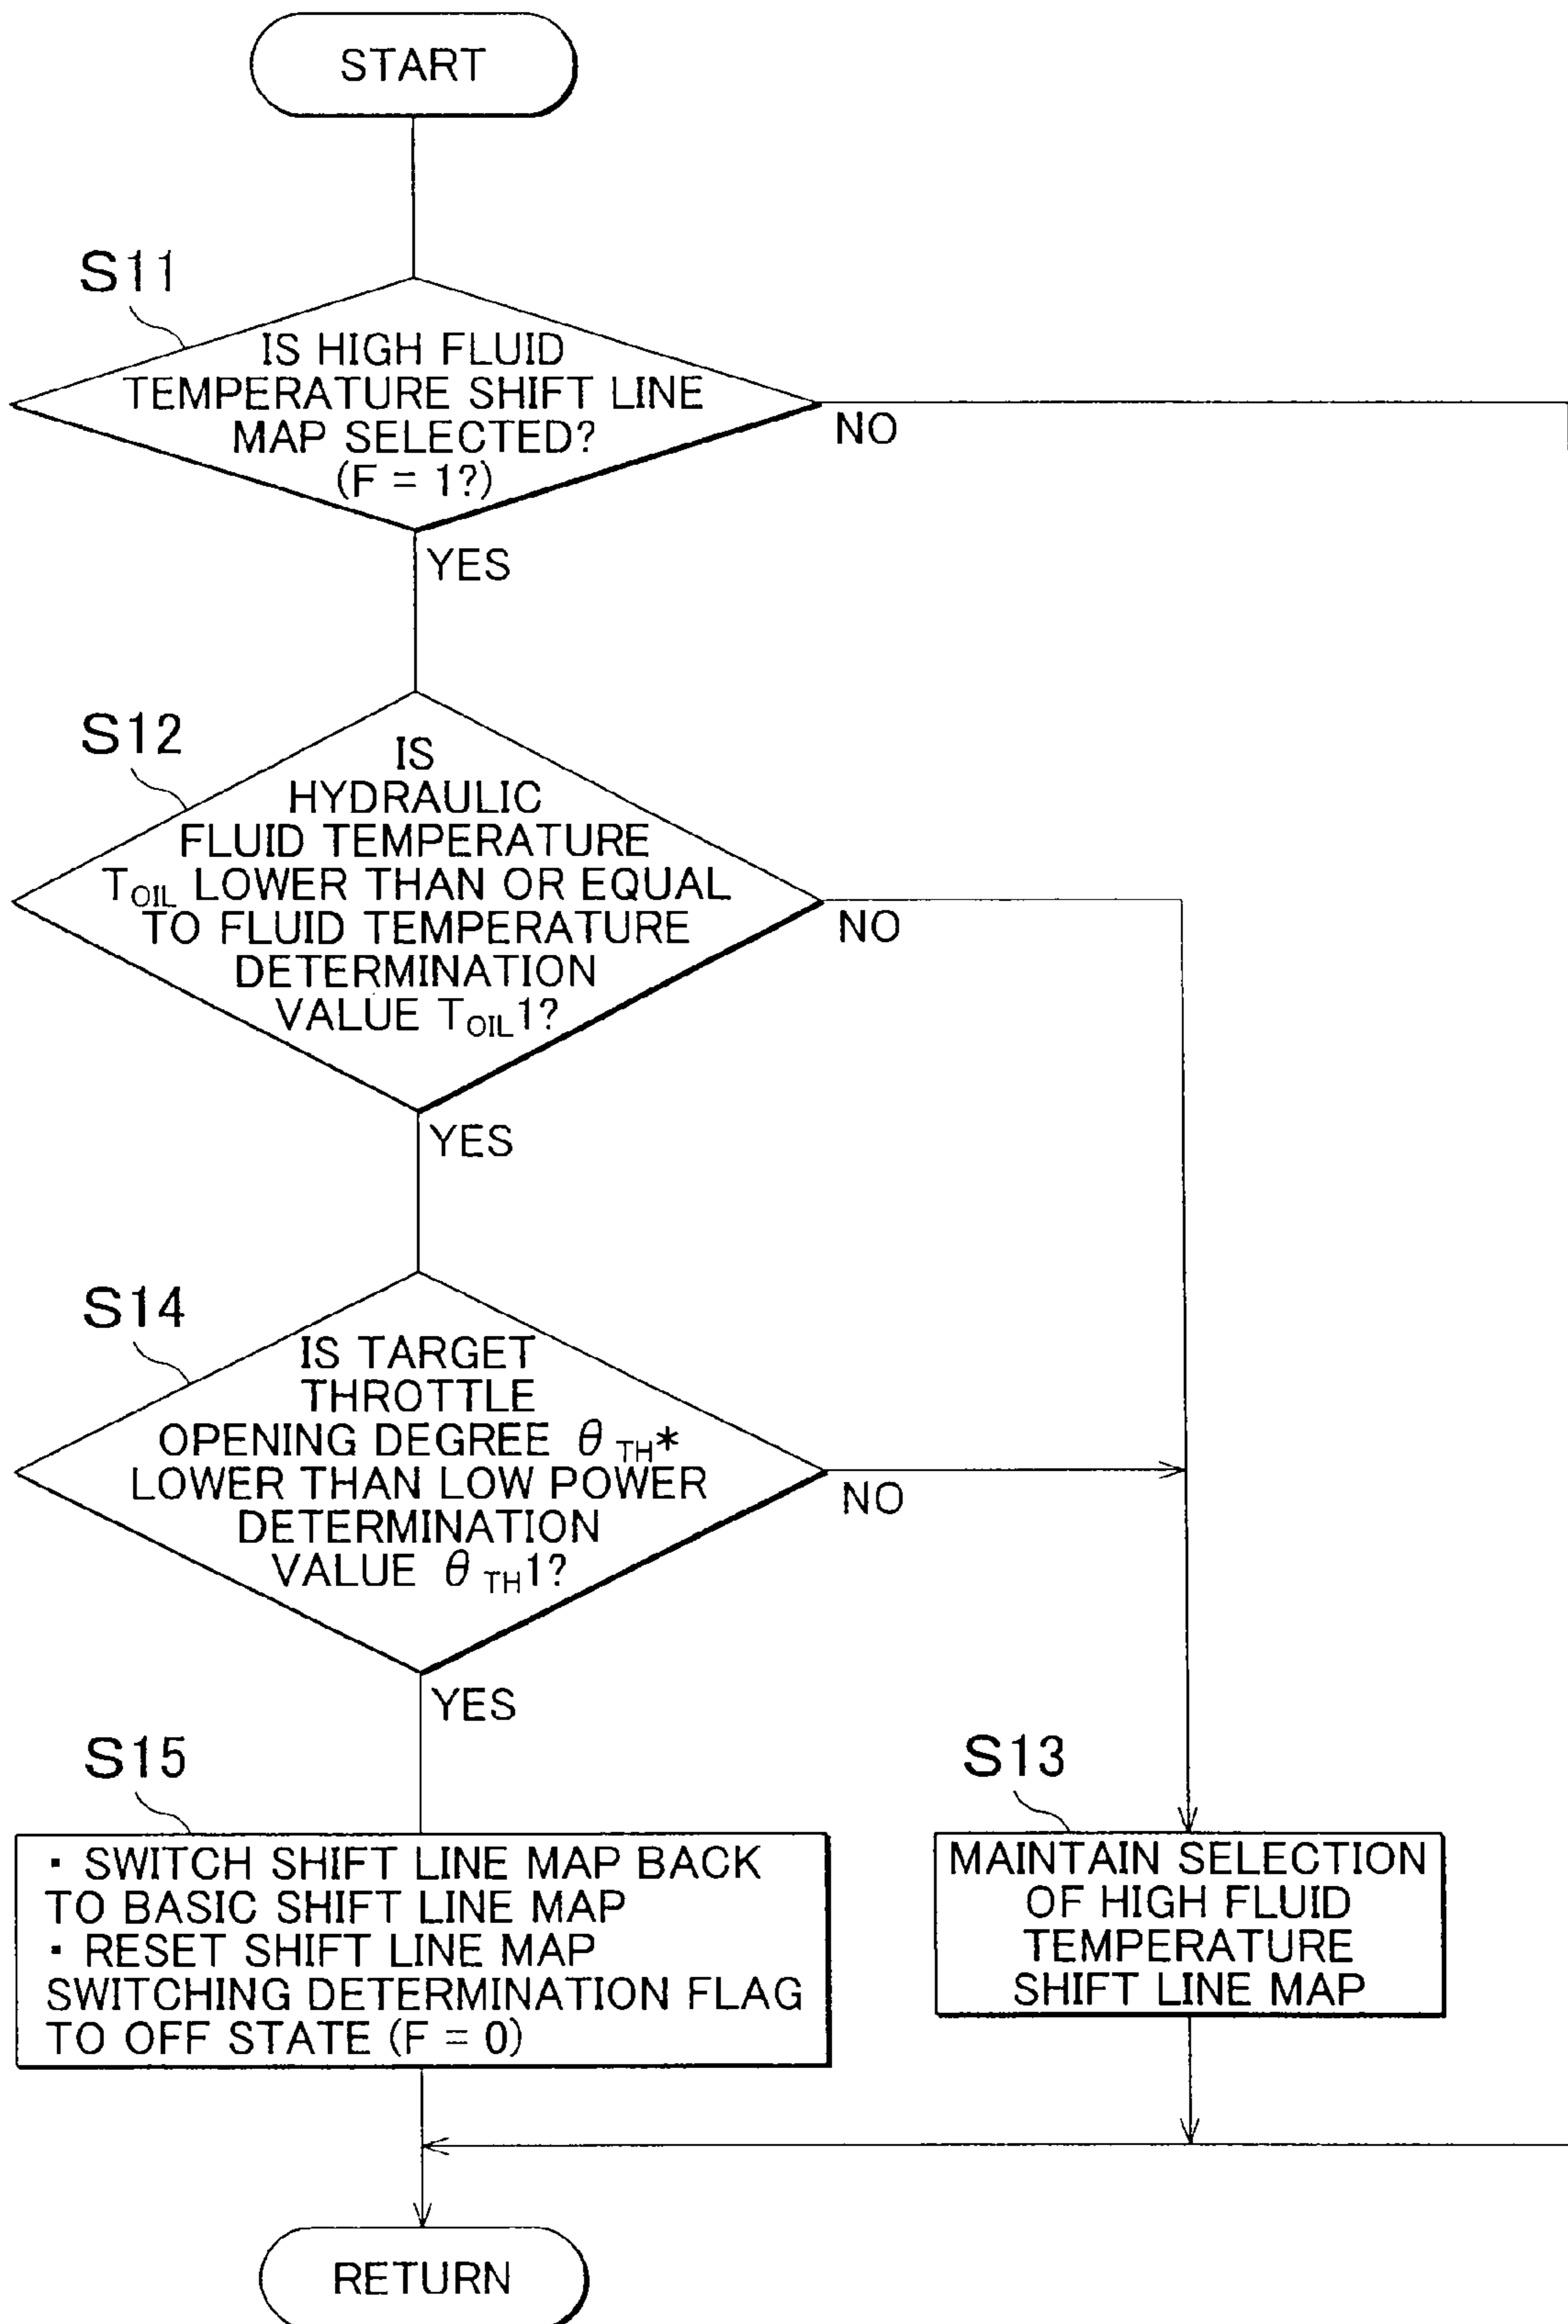 START
S11
IS HIGH FLUID
TEMPERATURE SHIFT LINE
MAP SELECTED?
(F = 1?)
NO
YES
S12
IS
HYDRAULIC
FLUID TEMPERATURE
TOIL LOWER THAN OR EQUAL
TO FLUID TEMPERATURE
DETERMINATION
VALUE TOIL1?
NO
YES
S14
IS TARGET
THROTTLE
OPENING DEGREE θTH*
LOWER THAN LOW POWER
DETERMINATION
VALUE θTH1?
NO
YES
S15
・SWITCH SHIFT LINE MAP BACK
TO BASIC SHIFT LINE MAP
・RESET SHIFT LINE MAP
SWITCHING DETERMINATION FLAG
TO OFF STATE (F = 0)
S13
MAINTAIN SELECTION
OF HIGH FLUID
TEMPERATURE
SHIFT LINE MAP
RETURN